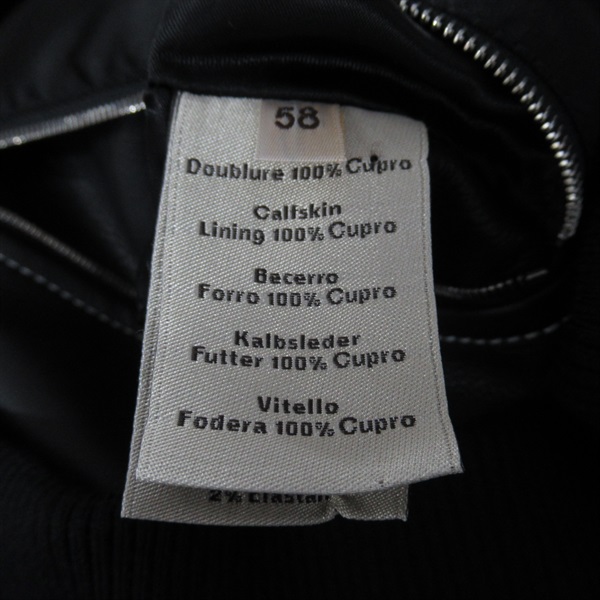 58
Doublure 100% Cupro
Calfskin
Lining 100% Cupro
Becerro
Forro 100% Cupro
Kalbsleder
Futter 100% Cupro
Vitello
Fodera 100% Cupro
2%